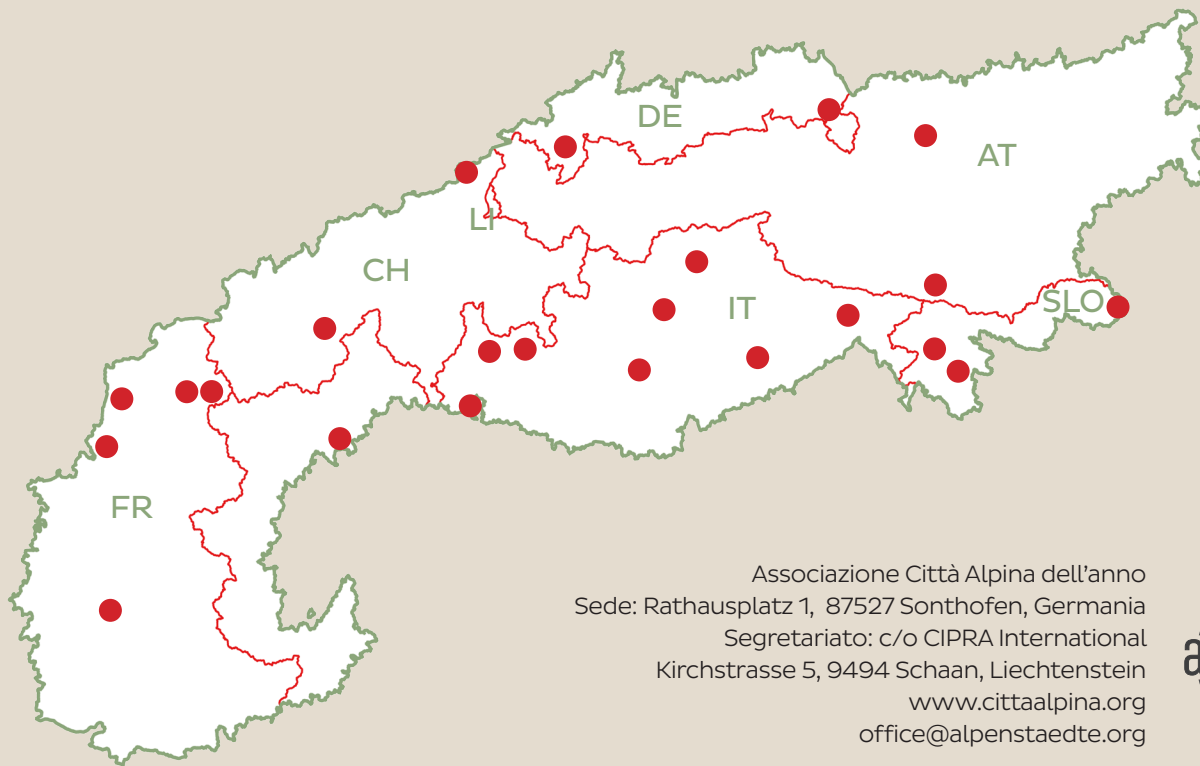 DE
AT
LI
CH
IT
SLO
FR
Associazione Città Alpina dell'anno
Sede: Rathausplatz 1, 87527 Sonthofen, Germania
Segretariato: c/o CIPRA International
Kirchstrasse 5, 9494 Schaan, Liechtenstein
www.cittaalpina.org
office@alpenstaedte.org